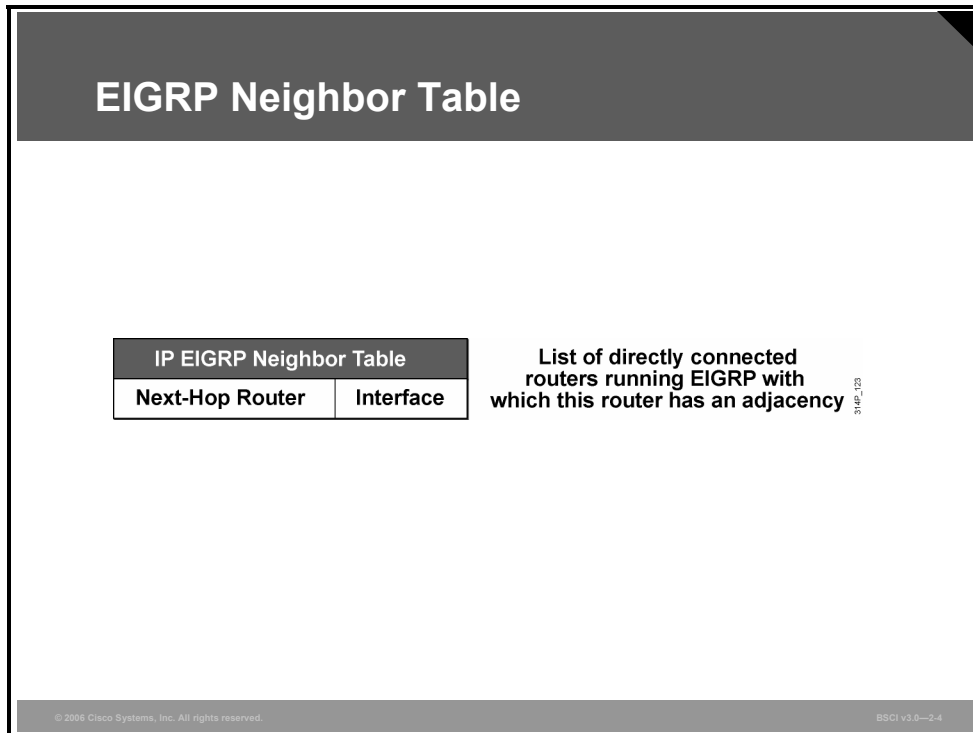 EIGRP Neighbor Table
IP EIGRP Neighbor Table
Next-Hop Router Interface
List of directly connected
routers running EIGRP with
which this router has an adjacency
314P_123
© 2006 Cisco Systems, Inc. All rights reserved.
BSCI v3.0—2-4